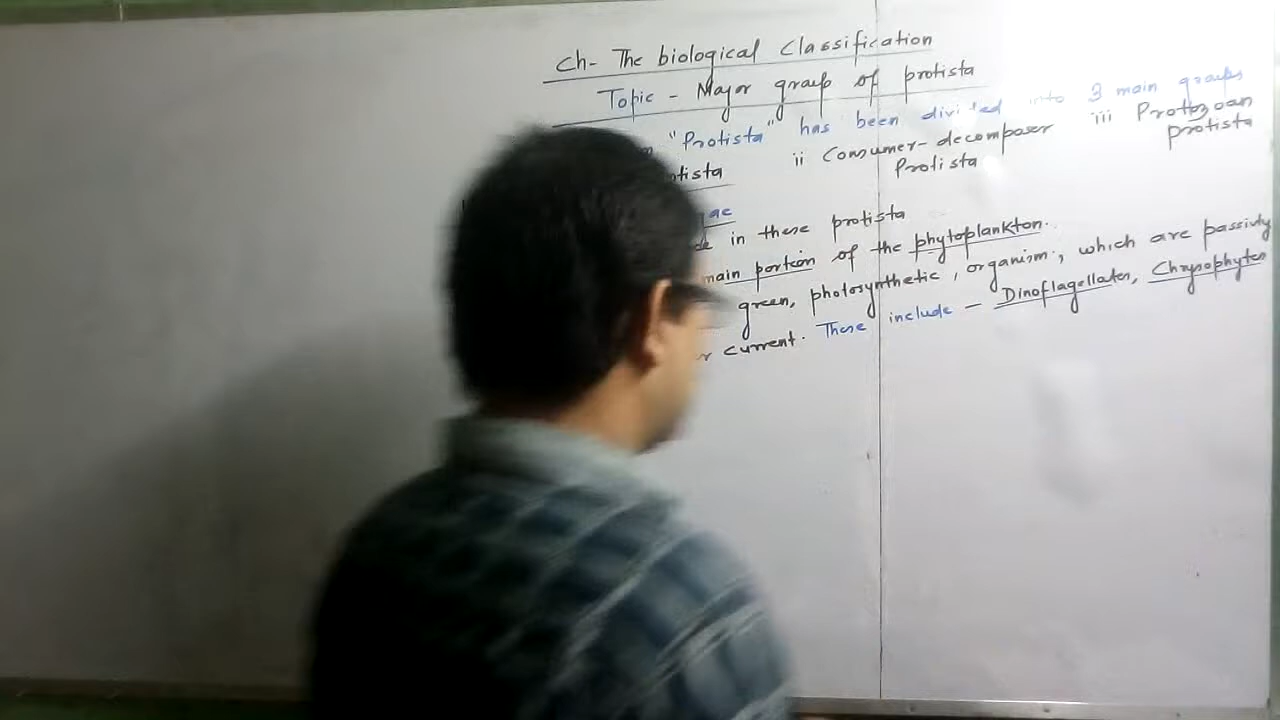 Ch- The biological Classification
Topic - Major group of protista
"Protista" has been divided into 3 main groups
ii Consumer-decomposer Protista
iii Protozoan protista
in these protista
main portion of the phytoplankton.
green, photosynthetic, organism, which are passivly
current. These include - Dinoflagellates, Chrysophytes